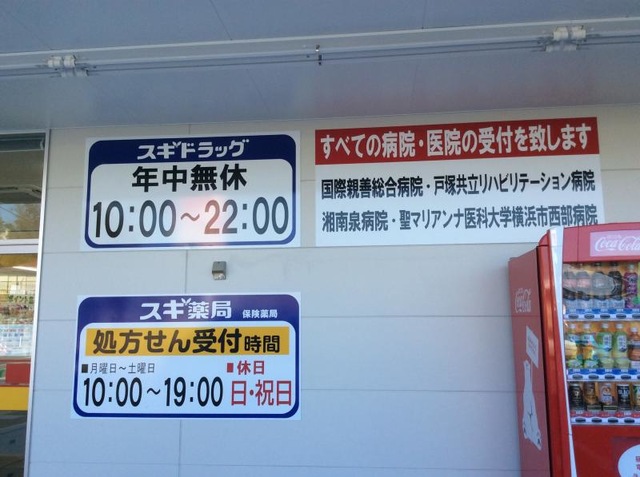 スギドラッグ
年中無休
10:00～22:00
すべての病院・医院の受付を致します
国際親善総合病院・戸塚共立リハビリテーション病院
湘南泉病院・聖マリアンナ医科大学横浜市西部病院
スギ薬局 保険薬局
処方せん受付時間
■月曜日～土曜日 ■休日
10:00～19:00 日・祝日
Coca-Cola
Coca-Cola